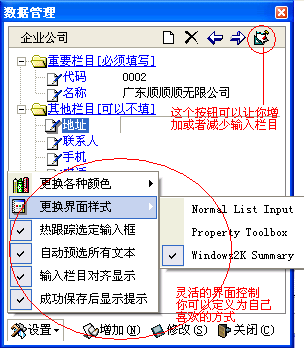 数据管理
企业公司
重要栏目[必须填写]
代码 0002
名称 广东顺顺顺无限公司
其他栏目[可以不填]
这个按钮可以让你增
加或者减少输入栏目
地址
联系人
手机
更换各种颜色
更换界面样式
Normal List Input
热跟踪选定输入框
Property Toolbox
自动预选所有文本
Windows2K Summary
输入栏目对齐显示
成功保存后显示提示
灵活的界面控制
你可以定义为自己
喜欢的方式
设置 增加(N) 修改(S) 关闭(C)